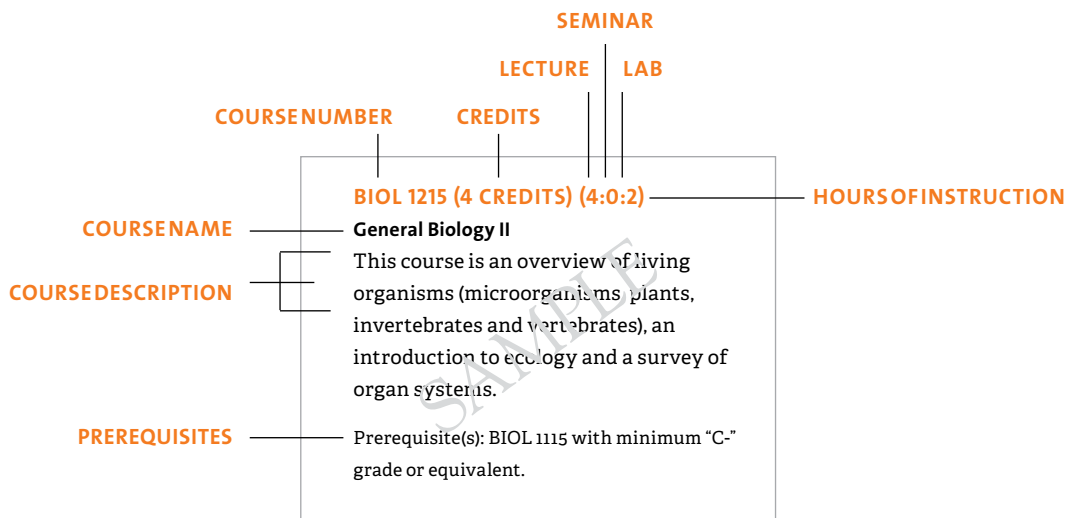 SEMINAR
LECTURE LAB
COURSE NUMBER CREDITS
BIOL 1215 (4 CREDITS) (4:0:2) HOURS OF INSTRUCTION
COURSE NAME General Biology II
This course is an overview of living
COURSE DESCRIPTION organisms (microorganisms, plants,
invertebrates and vertebrates), an
introduction to ecology and a survey of
organ systems.
SAMPLE
PREREQUISITES Prerequisite(s): BIOL 1115 with minimum “C-”
grade or equivalent.